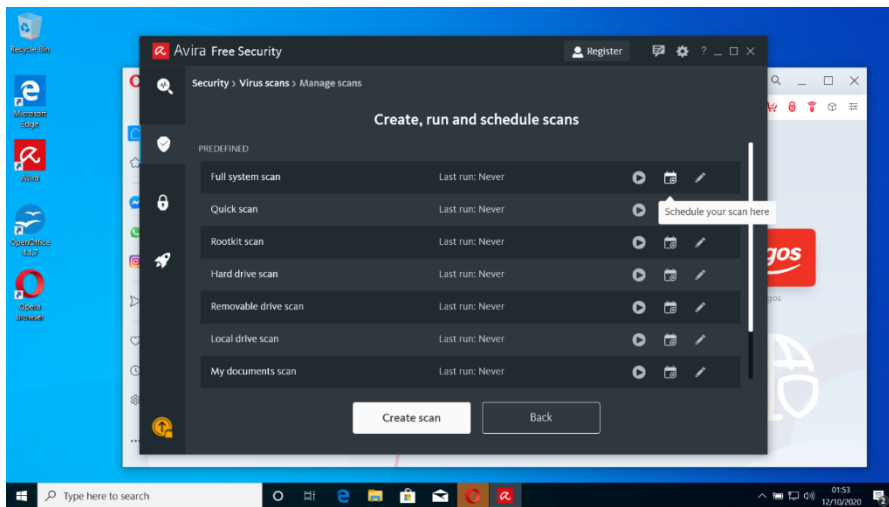 Recycle Bin
Microsoft
Edge
Avira
OpenOffice
4.1.7
Opera
Browser
Avira Free Security
Register
?
Security > Virus scans > Manage scans
Create, run and schedule scans
PREDEFINED
Full system scan Last run: Never
Quick scan Last run: Never
Schedule your scan here
Rootkit scan Last run: Never
Hard drive scan Last run: Never
Removable drive scan Last run: Never
Local drive scan Last run: Never
My documents scan Last run: Never
Create scan Back
gos
gos
Type here to search
01:53
12/10/2020
2